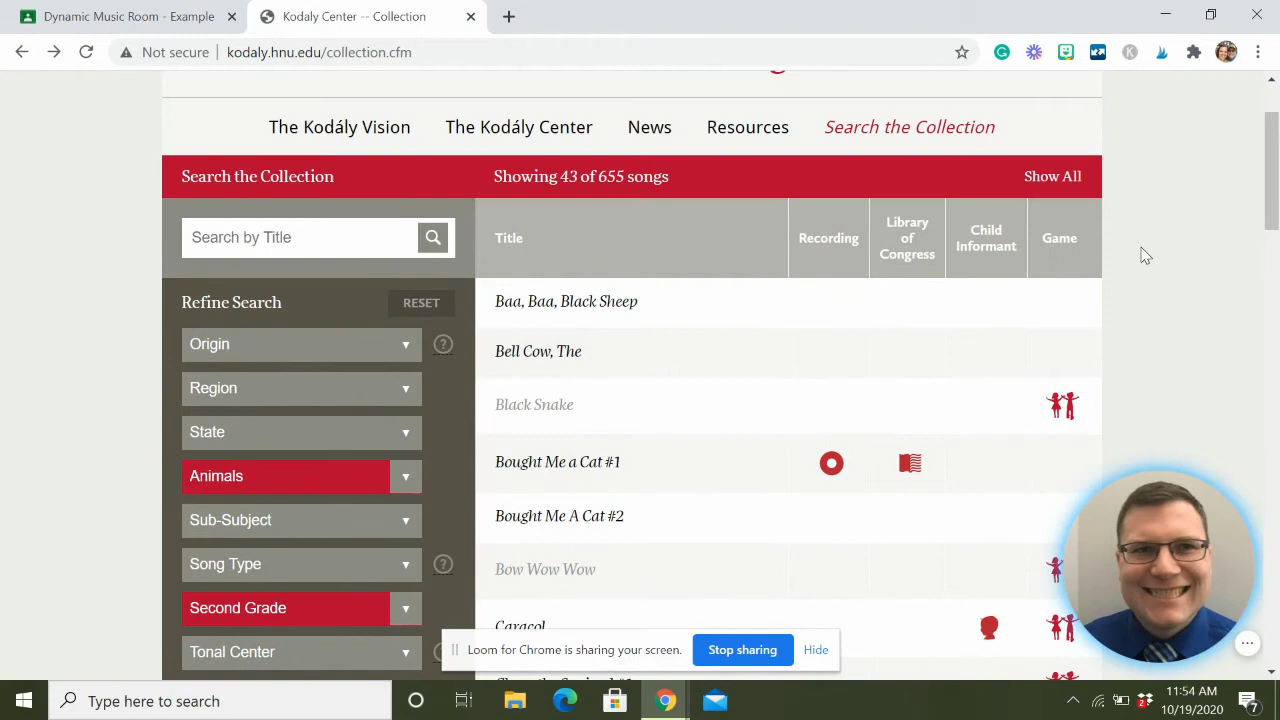 Dynamic Music Room - Example
Kodaly Center -- Collection
Not secure
kodaly.hnu.edu/collection.cfm
The Kodály Vision
The Kodály Center
News
Resources
Search the Collection
Search the Collection
Showing 43 of 655 songs
Show All
Search by Title
Title
Recording
Library
of
Congress
Child
Informant
Game
Refine Search
RESET
Origin
?
Region
State
Animals
Sub-Subject
Song Type
?
Second Grade
Tonal Center
Baa, Baa, Black Sheep
Bell Cow, The
Black Snake
Bought Me a Cat #1
Bought Me A Cat #2
Bow Wow Wow
Caracol
Loom for Chrome is sharing your screen.
Stop sharing
Hide
Type here to search
2
11:54 AM
10/19/2020
7